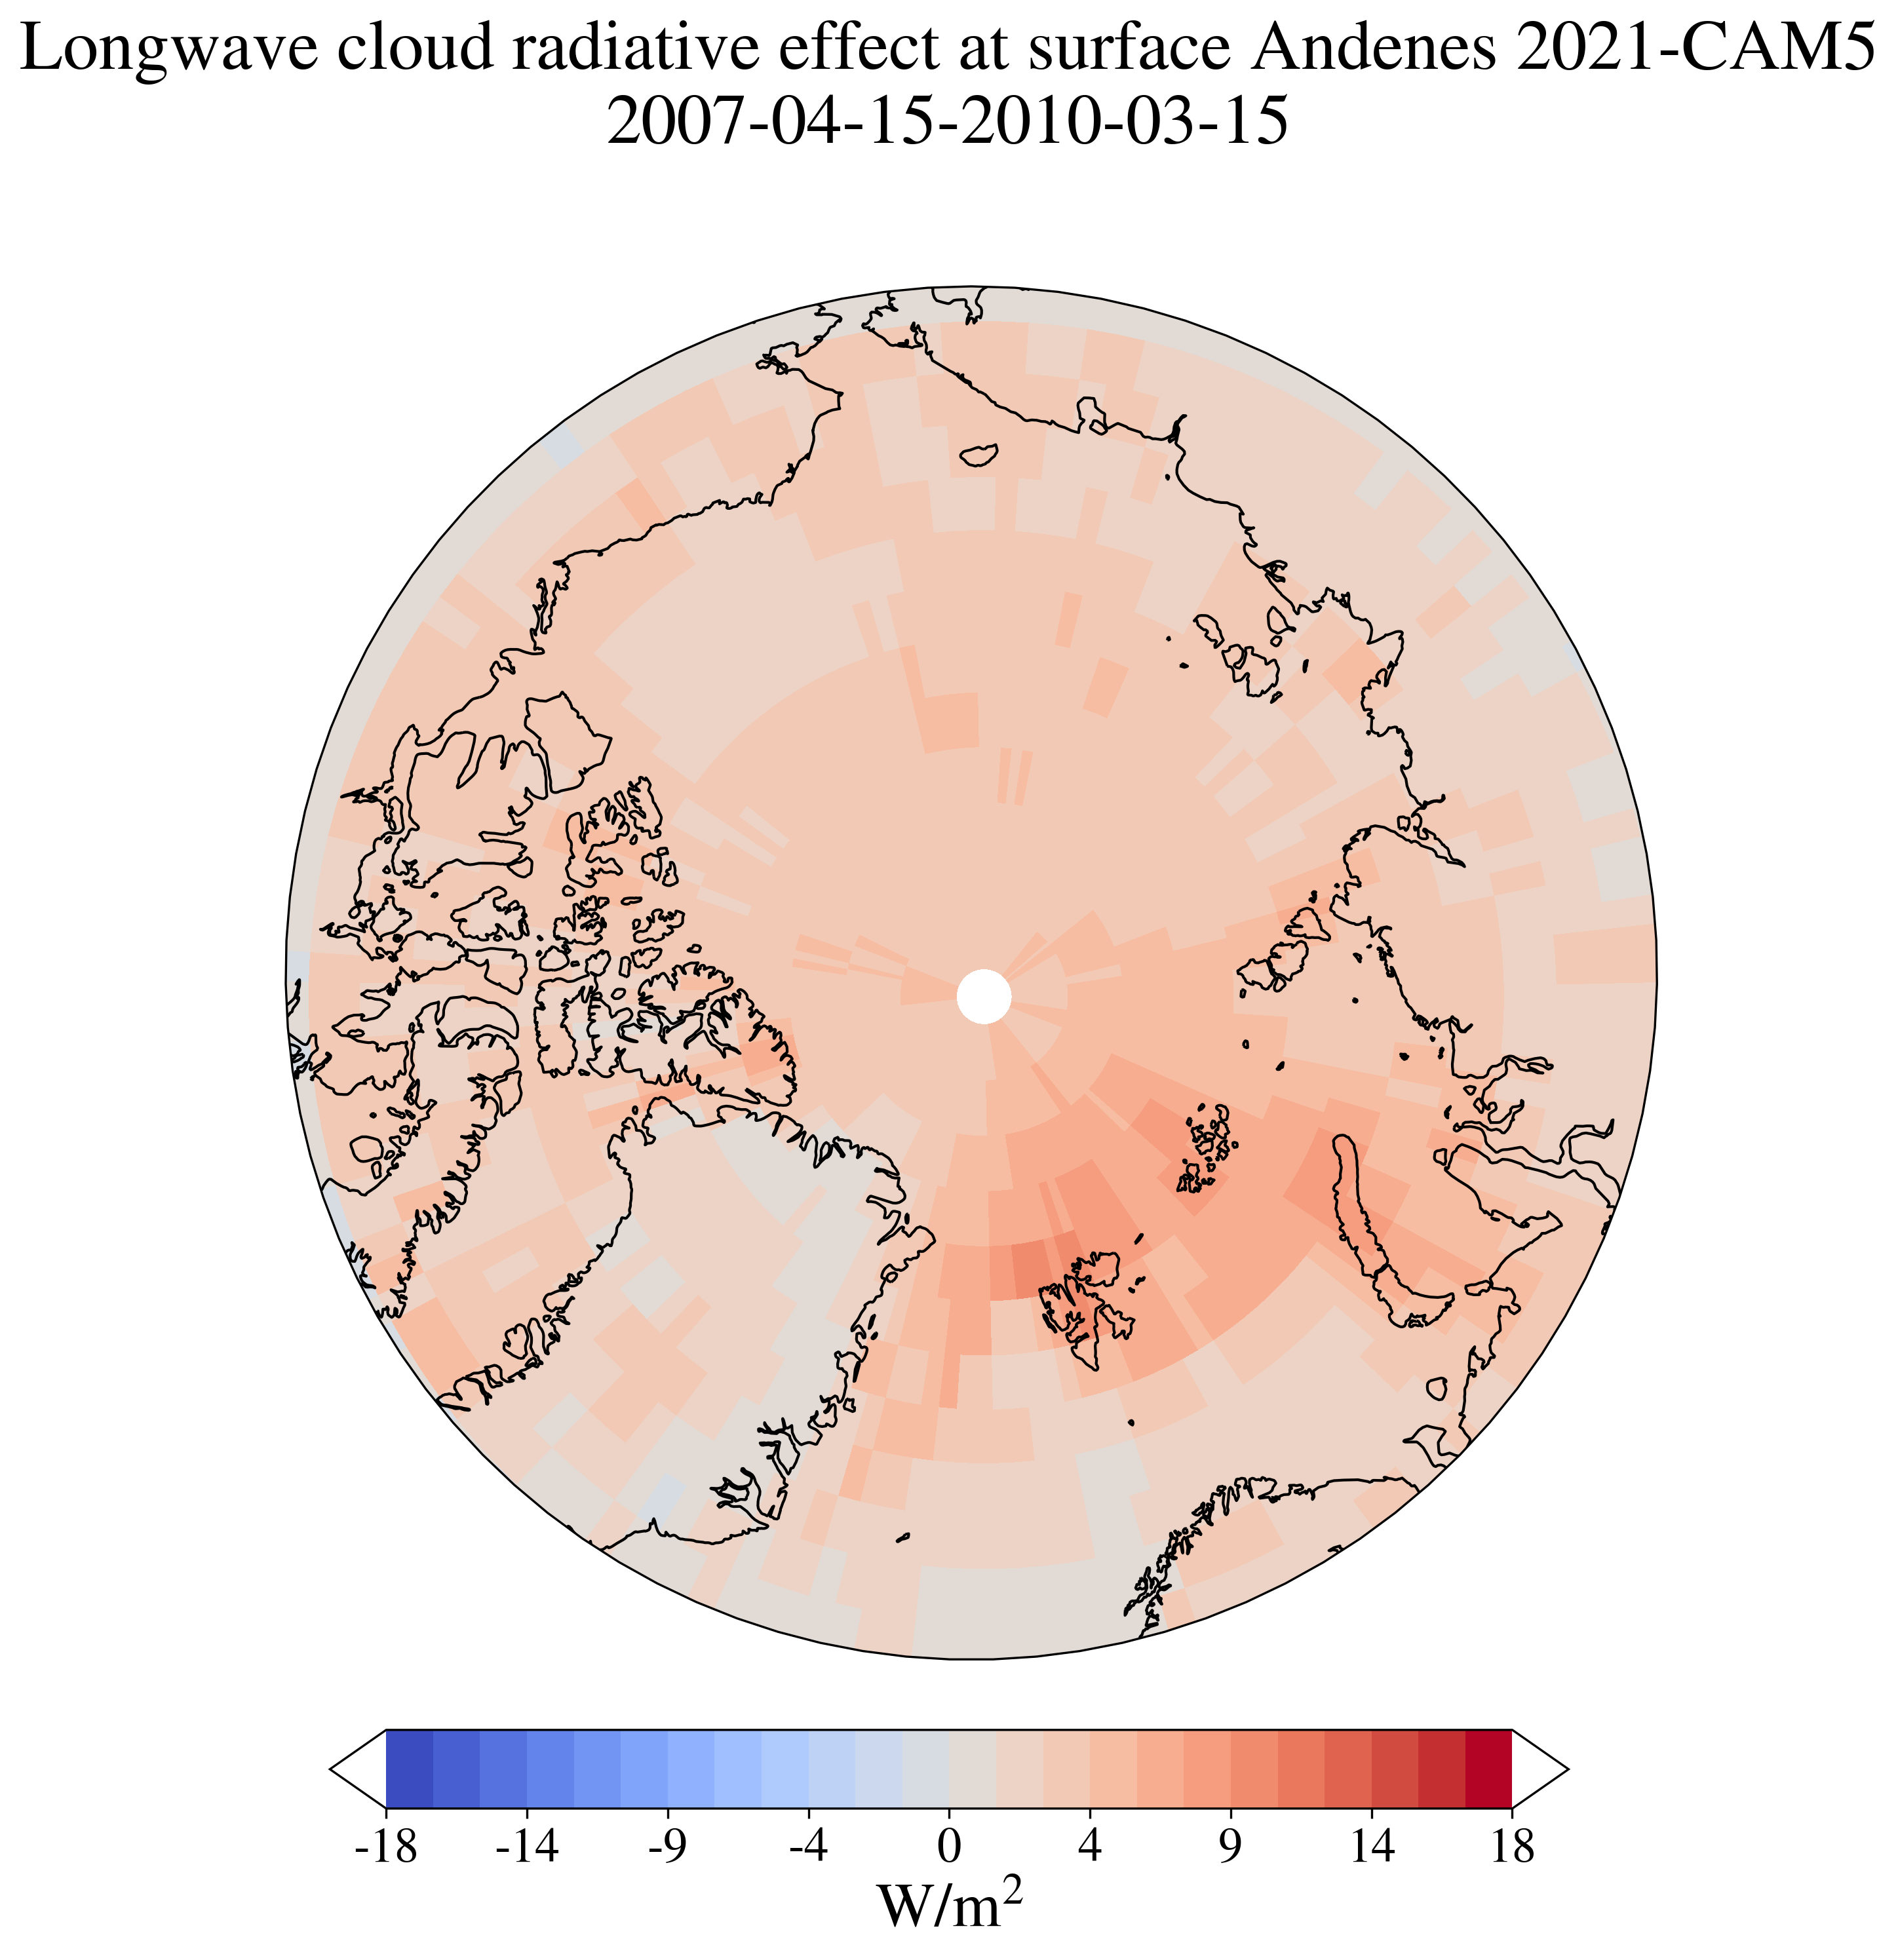 Longwave cloud radiative effect at surface Andenes 2021-CAM5
2007-04-15-2010-03-15
-18 -14 -9 -4 0 4 9 14 18
W/m²